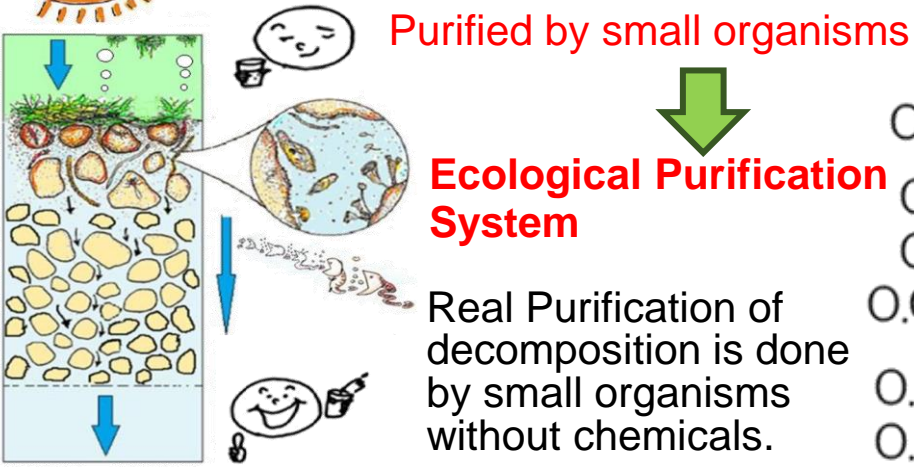 Purified by small organisms
Ecological Purification
System
Real Purification of
decomposition is done
by small organisms
without chemicals.